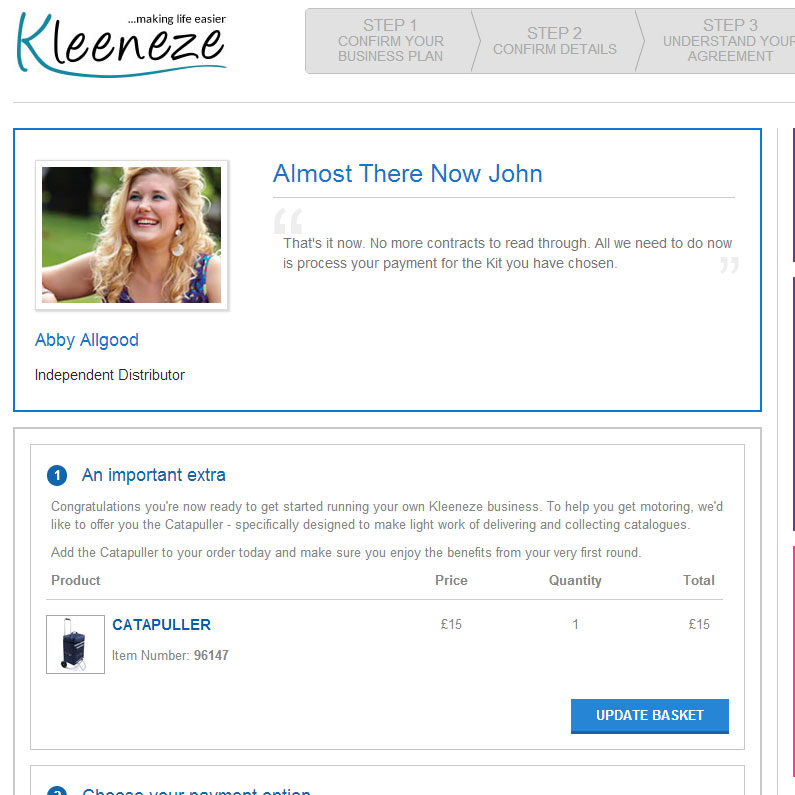 ...making life easier
Kleeneze
STEP 1
CONFIRM YOUR
BUSINESS PLAN
STEP 2
CONFIRM DETAILS
STEP 3
UNDERSTAND YOUR
AGREEMENT
Almost There Now John
“
That's it now. No more contracts to read through. All we need to do now
is process your payment for the Kit you have chosen.
”
Abby Allgood
Independent Distributor
1 An important extra
Congratulations you're now ready to get started running your own Kleeneze business. To help you get motoring, we'd
like to offer you the Catapuller - specifically designed to make light work of delivering and collecting catalogues.
Add the Catapuller to your order today and make sure you enjoy the benefits from your very first round.
Product Price Quantity Total
CATAPULLER £15 1 £15
Item Number: 96147
UPDATE BASKET
2 Choose your payment option